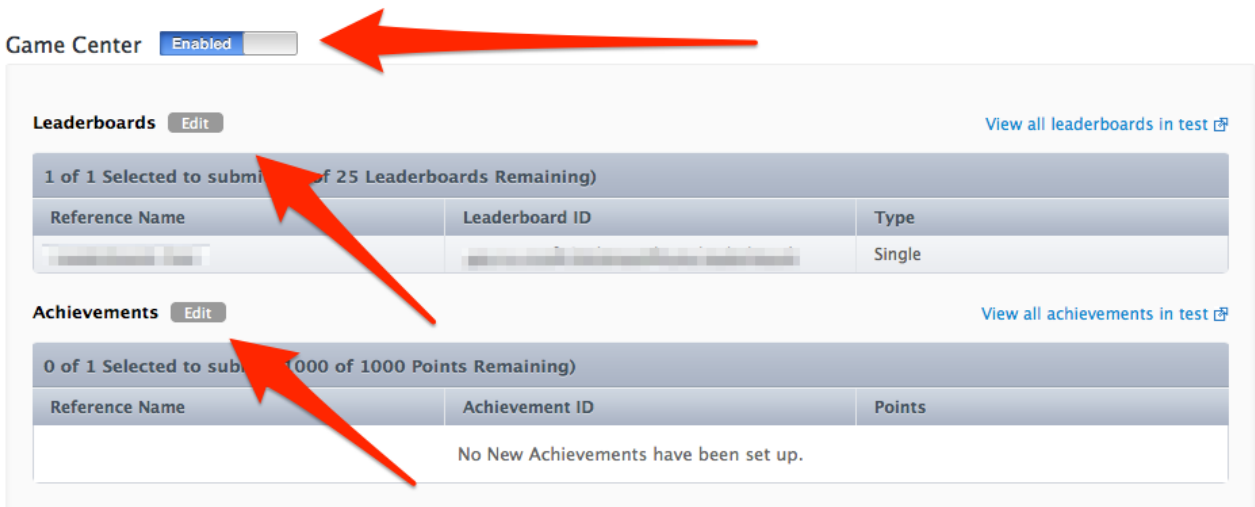 Game Center Enabled
Leaderboards Edit
View all leaderboards in test
1 of 1 Selected to submi of 25 Leaderboards Remaining)
Reference Name Leaderboard ID Type
Single
Achievements Edit
View all achievements in test
0 of 1 Selected to sub 1000 of 1000 Points Remaining)
Reference Name Achievement ID Points
No New Achievements have been set up.